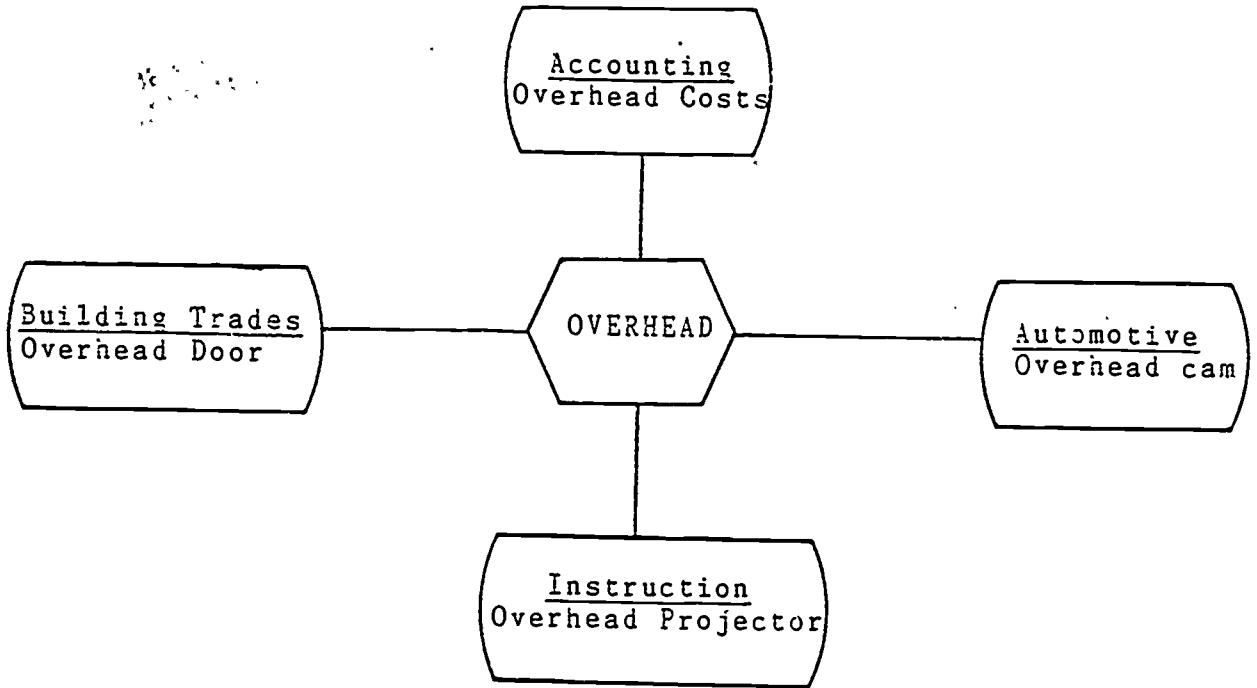 Accounting
Overhead Costs
Building Trades
Overhead Door
OVERHEAD
Automotive
Overhead cam
Instruction
Overhead Projector